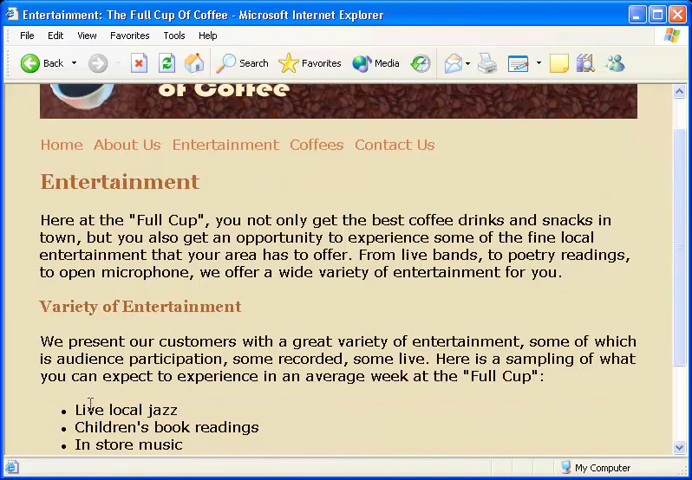 Entertainment: The Full Cup Of Coffee - Microsoft Internet Explorer
File Edit View Favorites Tools Help
Back Search Favorites Media
of Coffee
Home About Us Entertainment Coffees Contact Us
Entertainment
Here at the "Full Cup", you not only get the best coffee drinks and snacks in
town, but you also get an opportunity to experience some of the fine local
entertainment that your area has to offer. From live bands, to poetry readings,
to open microphone, we offer a wide variety of entertainment for you.
Variety of Entertainment
We present our customers with a great variety of entertainment, some of which
is audience participation, some recorded, some live. Here is a sampling of what
you can expect to experience in an average week at the "Full Cup":
• Live local jazz
• Children's book readings
• In store music
My Computer